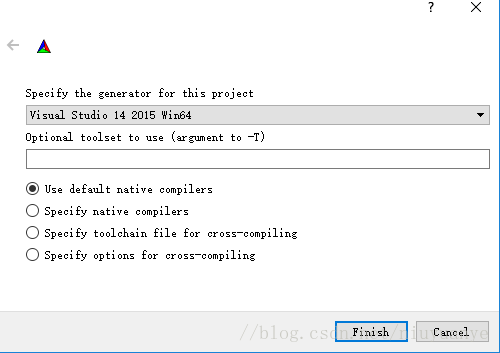 ?
Specify the generator for this project
Visual Studio 14 2015 Win64
Optional toolset to use (argument to -T)
Use default native compilers
Specify native compilers
Specify toolchain file for cross-compiling
Specify options for cross-compiling
Finish Cancel
//blog.csdn.net/